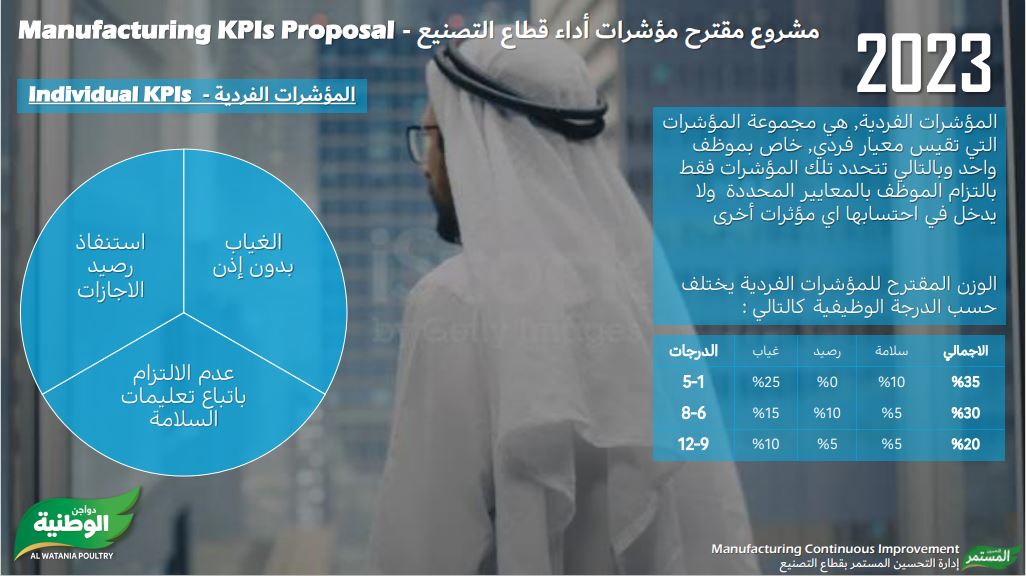 Manufacturing KPIs Proposal - مشروع مقترح مؤشرات أداء قطاع التصنيع
2023
المؤشرات الفردية - Individual KPIs
المؤشرات الفردية, هي مجموعة المؤشرات
التي تقيس معيار فردي, خاص بموظف
واحد وبالتالي تتحدد تلك المؤشرات فقط
بالتزام الموظف بالمعايير المحددة ولا
يدخل في احتسابها اي مؤثرات أخرى
الوزن المقترح للمؤشرات الفردية يختلف
حسب الدرجة الوظيفية كالتالي :
الغياب
بدون إذن
استنفاذ
رصيد
الاجازات
عدم الالتزام
باتباع تعليمات
السلامة
الدرجات غياب رصيد سلامة الاجمالي
5-1 %25 %0 %10 %35
8-6 %15 %10 %5 %30
12-9 %10 %5 %5 %20
دواجن
الوطنية
AL WATANIA POULTRY
Manufacturing Continuous Improvement
إدارة التحسين المستمر بقطاع التصنيع
التحسين
المستمر
by Getty Images